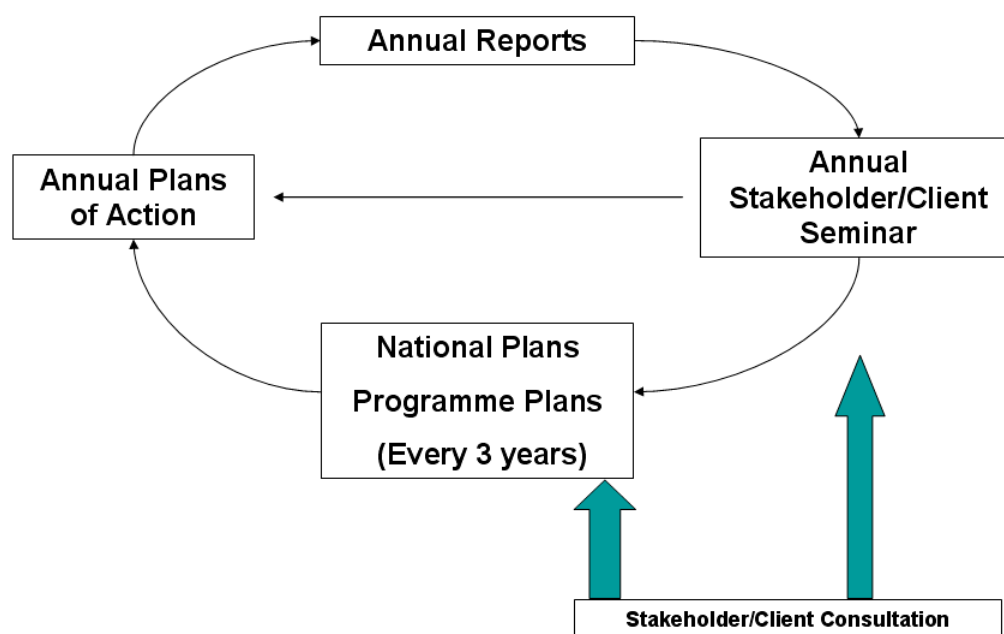 Annual Reports
Annual
Stakeholder/Client
Seminar
Annual Plans
of Action
National Plans
Programme Plans
(Every 3 years)
Stakeholder/Client Consultation